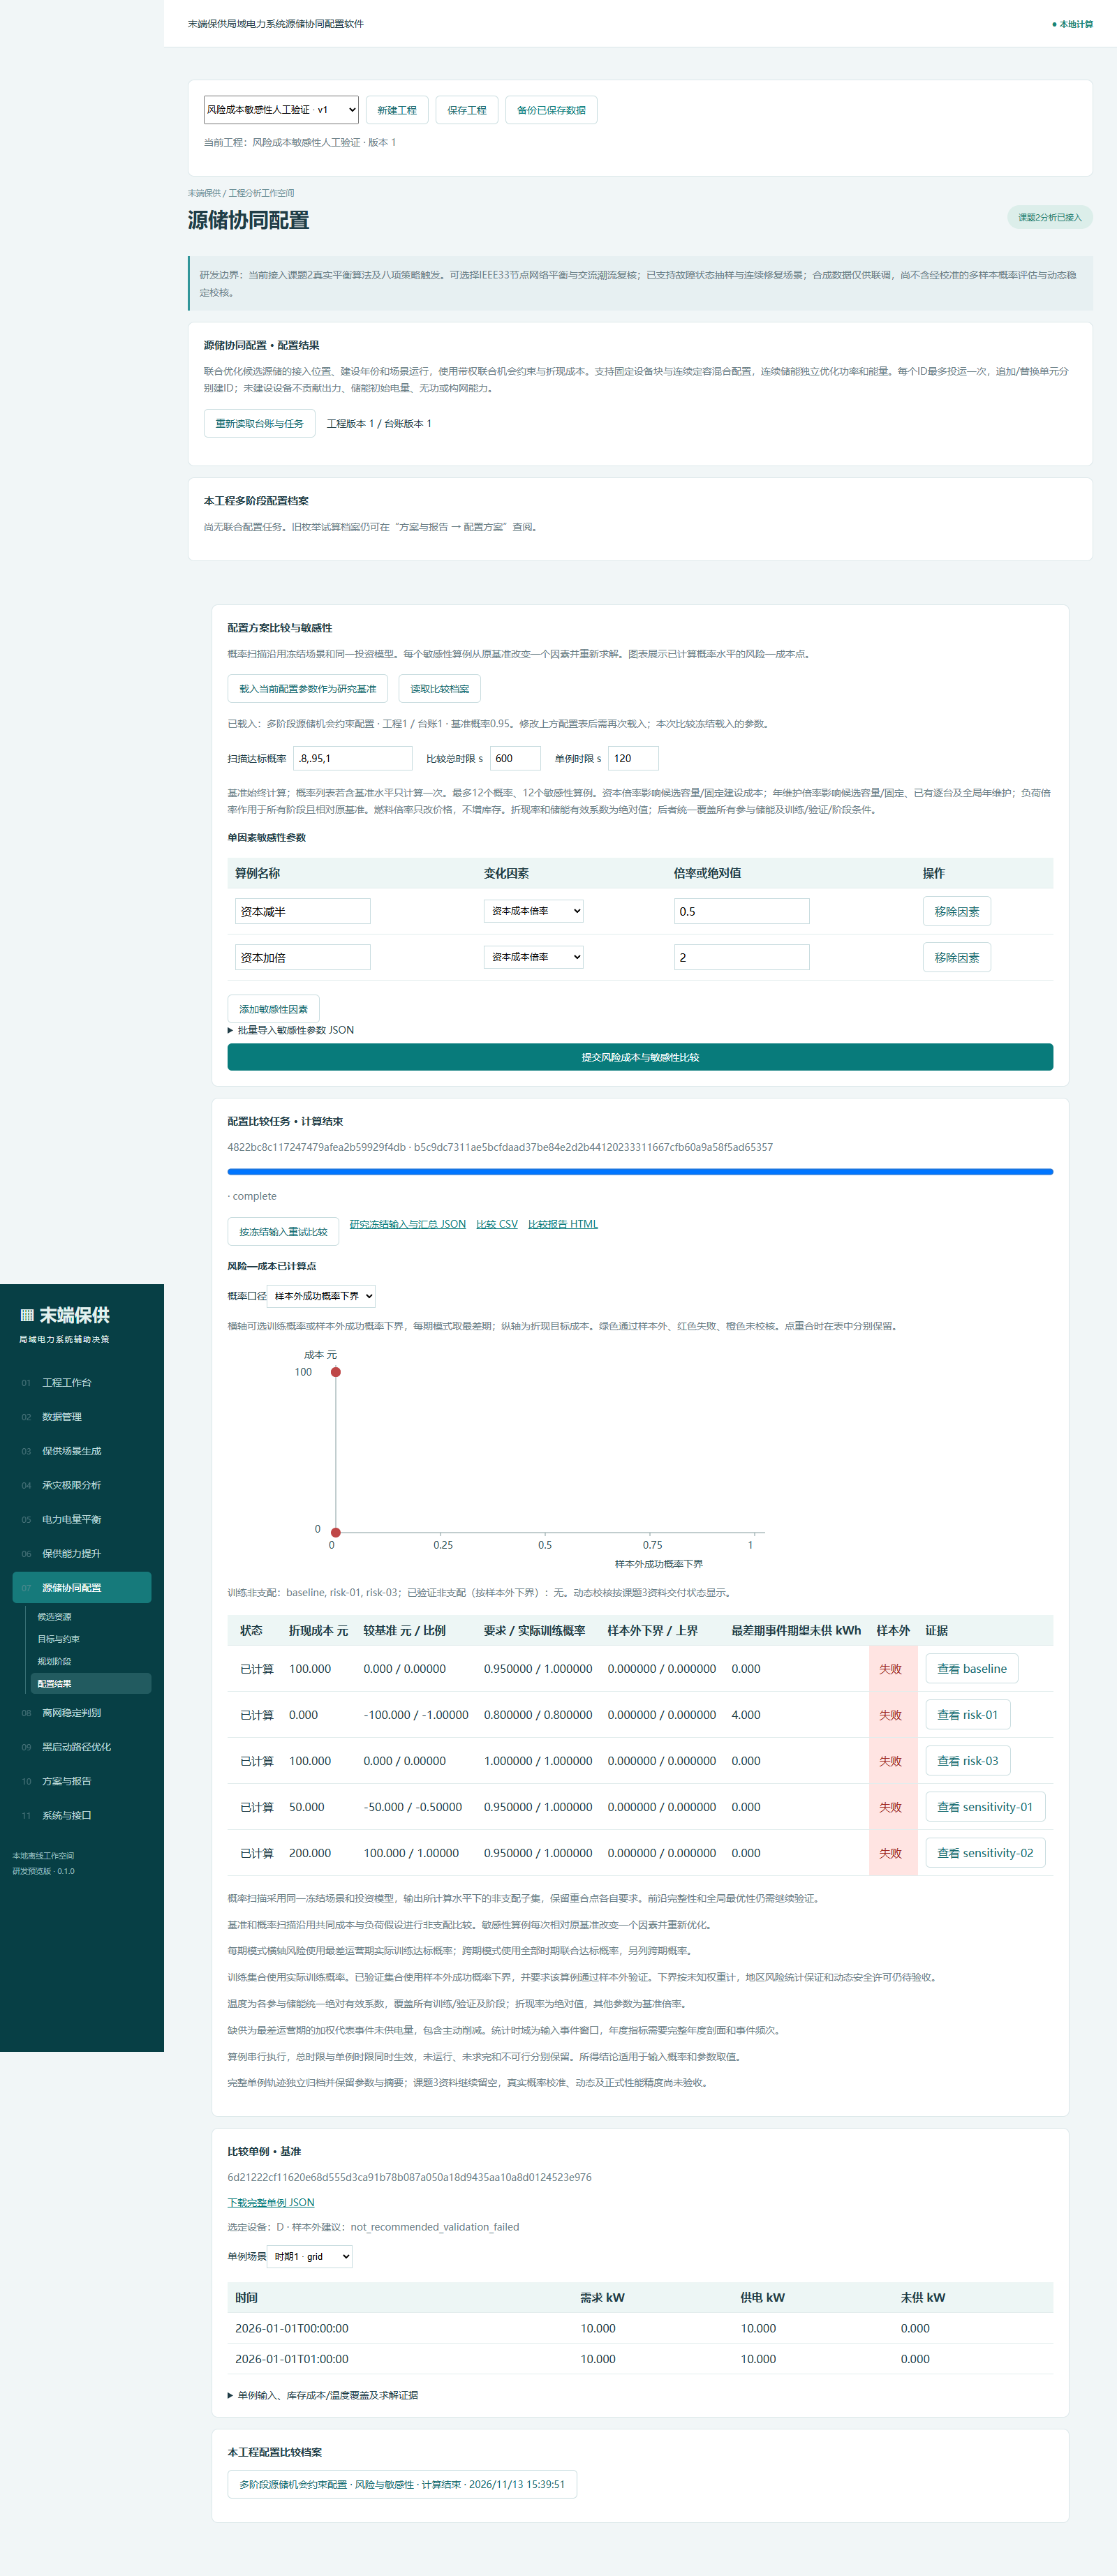 末端保供局域电力系统源储协同配置软件
● 本地计算
风险成本敏感性人工验证 · v1
新建工程
保存工程
备份已保存数据
当前工程：风险成本敏感性人工验证 · 版本 1
末端保供 / 工程分析工作空间
源储协同配置
课题2分析已接入
研发边界：当前接入课题2真实平衡算法及八项策略触发。可选择IEEE33节点网络平衡与交流潮流复核；已支持故障状态抽样与连续修复场景；合成数据仅供联调，尚不含经校准的多样本概率评估与动态稳
定校核。
源储协同配置 • 配置结果
联合优化候选源储的接入位置、建设年份和场景运行，使用带权联合机会约束与折现成本。支持固定设备块与连续定容混合配置，连续储能独立优化功率和能量。每个ID最多投运一次，追加/替换单元分
别建ID；未建设设备不贡献出力、储能初始电量、无功或构网能力。
重新读取台账与任务
工程版本 1 / 台账版本 1
本工程多阶段配置档案
尚无联合配置任务。旧枚举试算档案仍可在“方案与报告 → 配置方案”查阅。
配置方案比较与敏感性
概率扫描沿用冻结场景和同一投资模型。每个敏感性算例从原基准改变一个因素并重新求解。图表展示已计算概率水平的风险—成本点。
载入当前配置参数作为研究基准
读取比较档案
已载入：多阶段源储机会约束配置 · 工程1 / 台账1 · 基准概率0.95。修改上方配置表后需再次载入；本次比较冻结载入的参数。
扫描达标概率 .8,.95,1 比较总时限 s 600 单例时限 s 120
基准始终计算；概率列表若含基准水平只计算一次。最多12个概率、12个敏感性算例。资本倍率影响候选容量/固定建设成本；年维护倍率影响候选容量/固定、已有逐台及全局年维护；负荷倍
率作用于所有阶段且相对原基准。燃料倍率只改价格，不增库存。折现率和储能有效系数为绝对值；后者统一覆盖所有参与储能及训练/验证/阶段条件。
单因素敏感性参数
算例名称 变化因素 倍率或绝对值 操作
资本减半 资本成本倍率 0.5 移除因素
资本加倍 资本成本倍率 2 移除因素
添加敏感性因素
▶ 批量导入敏感性参数 JSON
提交风险成本与敏感性比较
配置比较任务 • 计算结束
4822bc8c117247479afea2b59929f4db · b5c9dc7311ae5bcfdaad37be84e2d2b44120233311667cfb60a9a58f5ad65357
· complete
按冻结输入重试比较
研究冻结输入与汇总 JSON
比较 CSV
比较报告 HTML
风险—成本已计算点
概率口径 样本外成功概率下界
横轴可选训练概率或样本外成功概率下界，每期模式取最差期；纵轴为折现目标成本。绿色通过样本外、红色失败、橙色未校核。点重合时在表中分别保留。
成本 元
100
0
0 0.25 0.5 0.75 1
样本外成功概率下界
训练非支配：baseline, risk-01, risk-03；已验证非支配（按样本外下界）：无。动态校核按课题3资料交付状态显示。
状态 折现成本 元 较基准 元 / 比例 要求 / 实际训练概率 样本外下界 / 上界 最差期事件期望未供 kWh 样本外 证据
已计算 100.000 0.000 / 0.00000 0.950000 / 1.000000 0.000000 / 0.000000 0.000 失败 查看 baseline
已计算 0.000 -100.000 / -1.00000 0.800000 / 0.800000 0.000000 / 0.000000 4.000 失败 查看 risk-01
已计算 100.000 0.000 / 0.00000 1.000000 / 1.000000 0.000000 / 0.000000 0.000 失败 查看 risk-03
已计算 50.000 -50.000 / -0.50000 0.950000 / 1.000000 0.000000 / 0.000000 0.000 失败 查看 sensitivity-01
已计算 200.000 100.000 / 1.00000 0.950000 / 1.000000 0.000000 / 0.000000 0.000 失败 查看 sensitivity-02
概率扫描采用同一冻结场景和投资模型，输出所计算水平下的非支配子集，保留重合点各自要求。前沿完整性和全局最优性仍需继续验证。
基准和概率扫描沿用共同成本与负荷假设进行非支配比较。敏感性算例每次相对原基准改变一个因素并重新优化。
每期模式横轴风险使用最差运营期实际训练达标概率；跨期模式使用全部时期联合达标概率，另列跨期概率。
训练集合使用实际训练概率。已验证集合使用样本外成功概率下界，并要求该算例通过样本外验证。下界按未知权重计，地区风险统计保证和动态安全许可仍待验收。
温度为各参与储能统一绝对有效系数，覆盖所有训练/验证及阶段；折现率为绝对值，其他参数为基准倍率。
缺供为最差运营期的加权代表事件未供电量，包含主动削减。统计时域为输入事件窗口，年度指标需要完整年度剖面和事件频次。
算例串行执行，总时限与单例时限同时生效，未运行、未求完和不可行分别保留。所得结论适用于输入概率和参数取值。
完整单例轨迹独立归档并保留参数与摘要；课题3资料继续留空，真实概率校准、动态及正式性能精度尚未验收。
比较单例 • 基准
6d21222cf11620e68d555d3ca91b78b087a050a18d9435aa10a8d0124523e976
下载完整单例 JSON
选定设备：D · 样本外建议：not_recommended_validation_failed
单例场景 时期1 · grid
时间 需求 kW 供电 kW 未供 kW
2026-01-01T00:00:00 10.000 10.000 0.000
2026-01-01T01:00:00 10.000 10.000 0.000
▶ 单例输入、库存成本/温度覆盖及求解证据
本工程配置比较档案
多阶段源储机会约束配置 · 风险与敏感性 · 计算结束 · 2026/11/13 15:39:51
▦ 末端保供
局域电力系统辅助决策
01 工程工作台
02 数据管理
03 保供场景生成
04 承灾极限分析
05 电力电量平衡
06 保供能力提升
07 源储协同配置
候选资源
目标与约束
规划阶段
配置结果
08 离网稳定判别
09 黑启动路径优化
10 方案与报告
11 系统与接口
本地离线工作空间
研发预览版 · 0.1.0